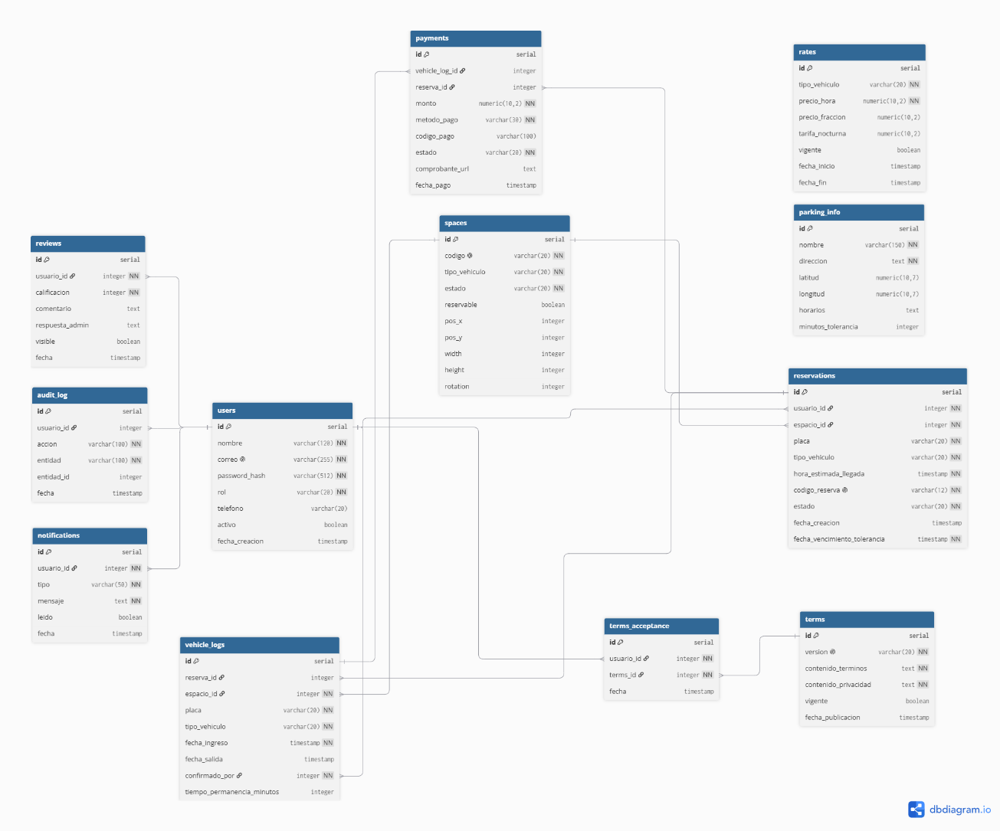 payments
id serial
vehicle_log_id integer
reserva_id integer
monto numeric(10,2) NN
metodo_pago varchar(30) NN
codigo_pago varchar(100)
estado varchar(20) NN
comprobante_url text
fecha_pago timestamp
rates
id serial
tipo_vehiculo varchar(20) NN
precio_hora numeric(10,2) NN
precio_fraccion numeric(10,2)
tarifa_nocturna numeric(10,2)
vigente boolean
fecha_inicio timestamp
fecha_fin timestamp
parking_info
id serial
nombre varchar(150) NN
direccion text NN
latitud numeric(10,7)
longitud numeric(10,7)
horarios text
minutos_tolerancia integer
spaces
id serial
codigo varchar(20) NN
tipo_vehiculo varchar(20) NN
estado varchar(20) NN
reservable boolean
pos_x integer
pos_y integer
width integer
height integer
rotation integer
reviews
id serial
usuario_id integer NN
calificacion integer NN
comentario text
respuesta_admin text
visible boolean
fecha timestamp
audit_log
id serial
usuario_id integer
accion varchar(100) NN
entidad varchar(100) NN
entidad_id integer
fecha timestamp
users
id serial
nombre varchar(120) NN
correo varchar(255) NN
password_hash varchar(512) NN
rol varchar(20) NN
telefono varchar(20)
activo boolean
fecha_creacion timestamp
reservations
id serial
usuario_id integer NN
espacio_id integer NN
placa varchar(20) NN
tipo_vehiculo varchar(20) NN
hora_estimada_llegada timestamp NN
codigo_reserva varchar(12) NN
estado varchar(20) NN
fecha_creacion timestamp
fecha_vencimiento_tolerancia timestamp NN
notifications
id serial
usuario_id integer NN
tipo varchar(50) NN
mensaje text NN
leido boolean
fecha timestamp
vehicle_logs
id serial
reserva_id integer
espacio_id integer NN
placa varchar(20) NN
tipo_vehiculo varchar(20) NN
fecha_ingreso timestamp NN
fecha_salida timestamp
confirmado_por integer NN
tiempo_permanencia_minutos integer
terms_acceptance
id serial
usuario_id integer NN
terms_id integer NN
fecha timestamp
terms
id serial
version varchar(20) NN
contenido_terminos text NN
contenido_privacidad text NN
vigente boolean
fecha_publicacion timestamp
dbdiagram.io